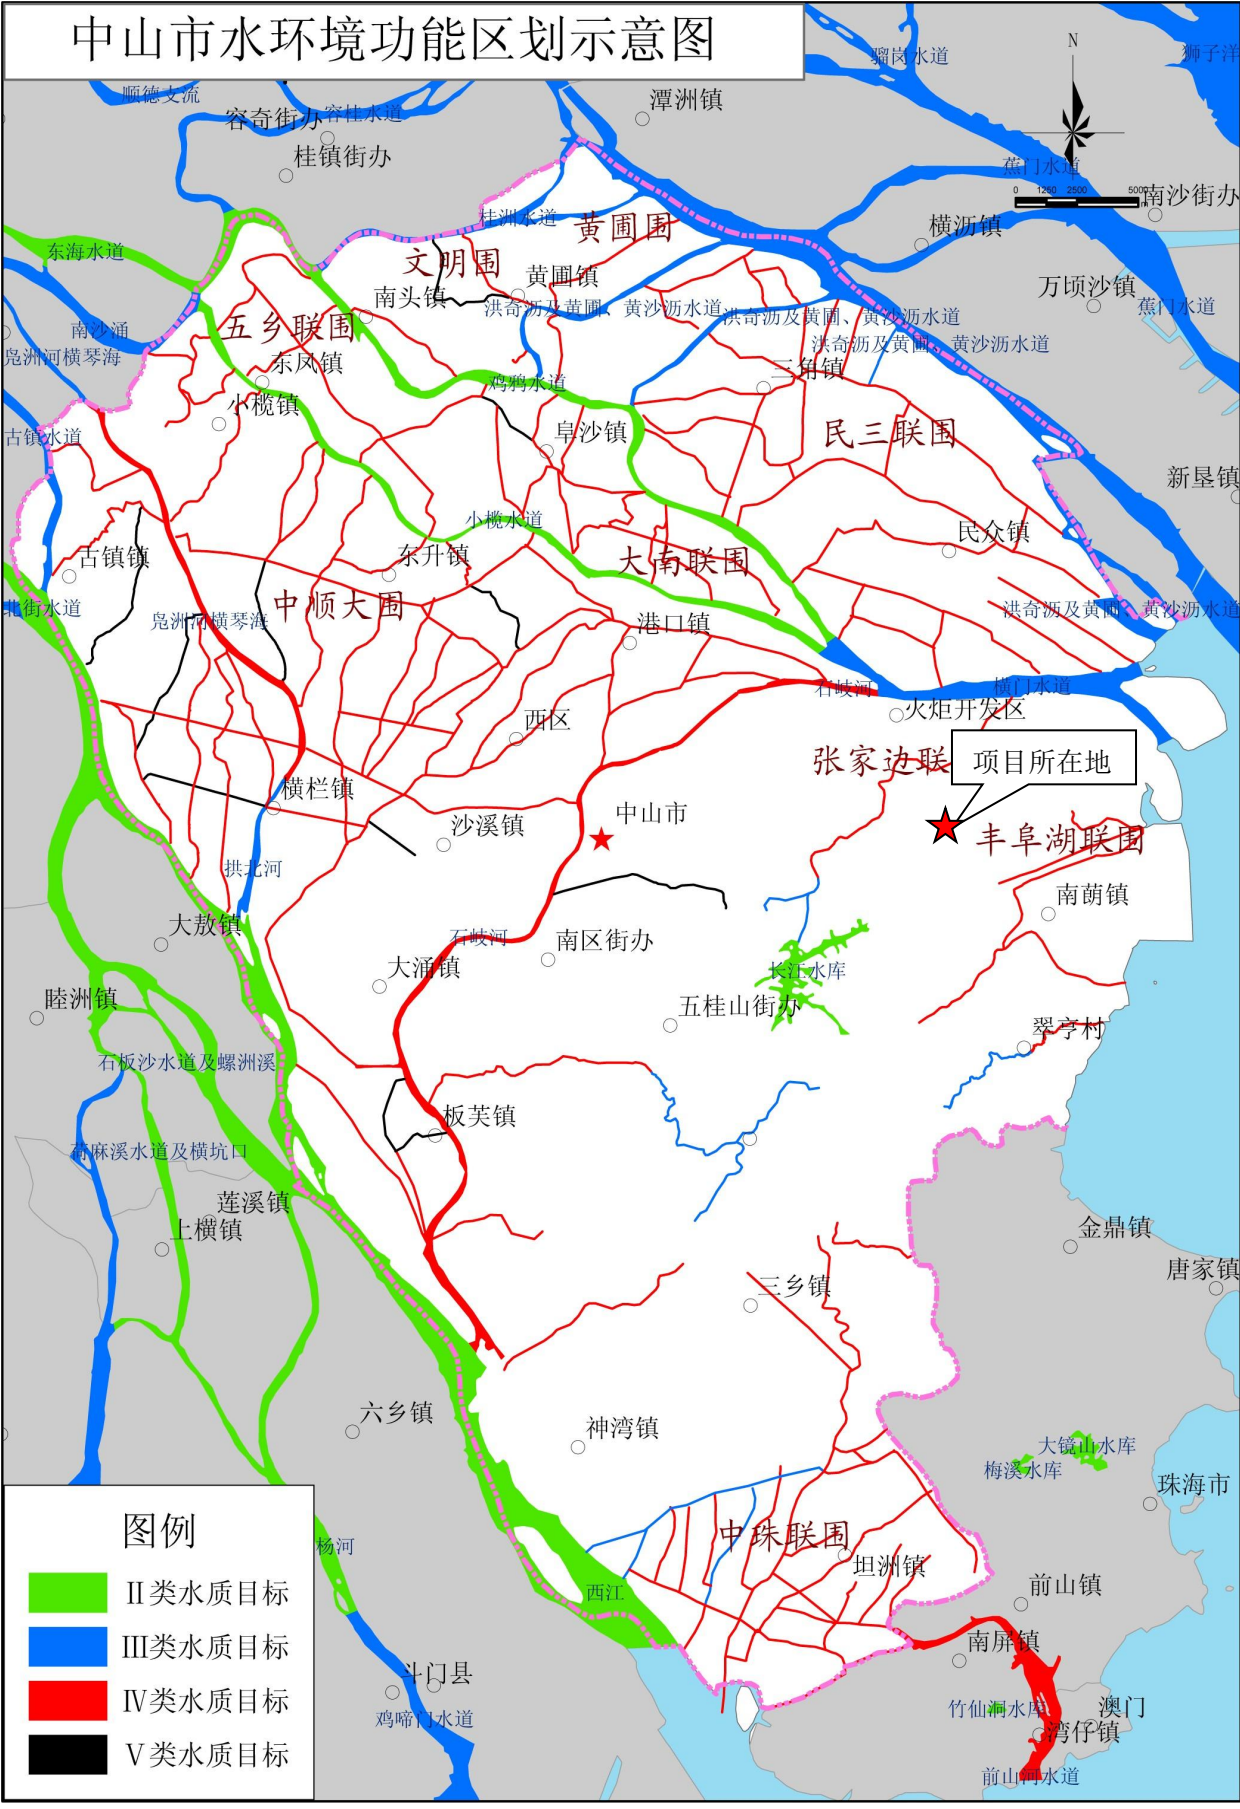 中山市水环境功能区划示意图
骝岗水道
狮子洋
N
顺德支流
潭洲镇
容奇街办
容桂水道
桂镇街办
蕉门水道
0 1250 2500 5000
南沙街办
桂洲水道
黄圃围
横沥镇
东海水道
文明围
黄圃镇
万顷沙镇
南头镇
洪奇沥及黄圃、黄沙沥水道
洪奇沥及黄圃、黄沙沥水道
蕉门水道
南沙涌
五乡联围
洪奇沥及黄圃、黄沙沥水道
凫洲河横琴海
东凤镇
三角镇
鸡鸦水道
小榄镇
古镇水道
阜沙镇
民三联围
新垦镇
小榄水道
民众镇
古镇镇
东升镇
大南联围
北街水道
凫洲河横琴海
中顺大围
港口镇
洪奇沥及黄圃、黄沙沥水道
石岐河
横门水道
西区
火炬开发区
张家边联
项目所在地
横栏镇
中山市
沙溪镇
丰阜湖联围
拱北河
南蓢镇
大敖镇
石岐河
南区街办
大涌镇
长江水库
睦洲镇
五桂山街办
翠亨村
石板沙水道及螺洲溪
板芙镇
荷麻溪水道及横坑口
莲溪镇
上横镇
金鼎镇
唐家镇
三乡镇
六乡镇
神湾镇
大镜山水库
梅溪水库
珠海市
图例
杨河
中珠联围
坦洲镇
II类水质目标
西江
前山镇
III类水质目标
南屏镇
斗门县
IV类水质目标
竹仙洞水库
澳门
鸡啼门水道
湾仔镇
V类水质目标
前山河水道